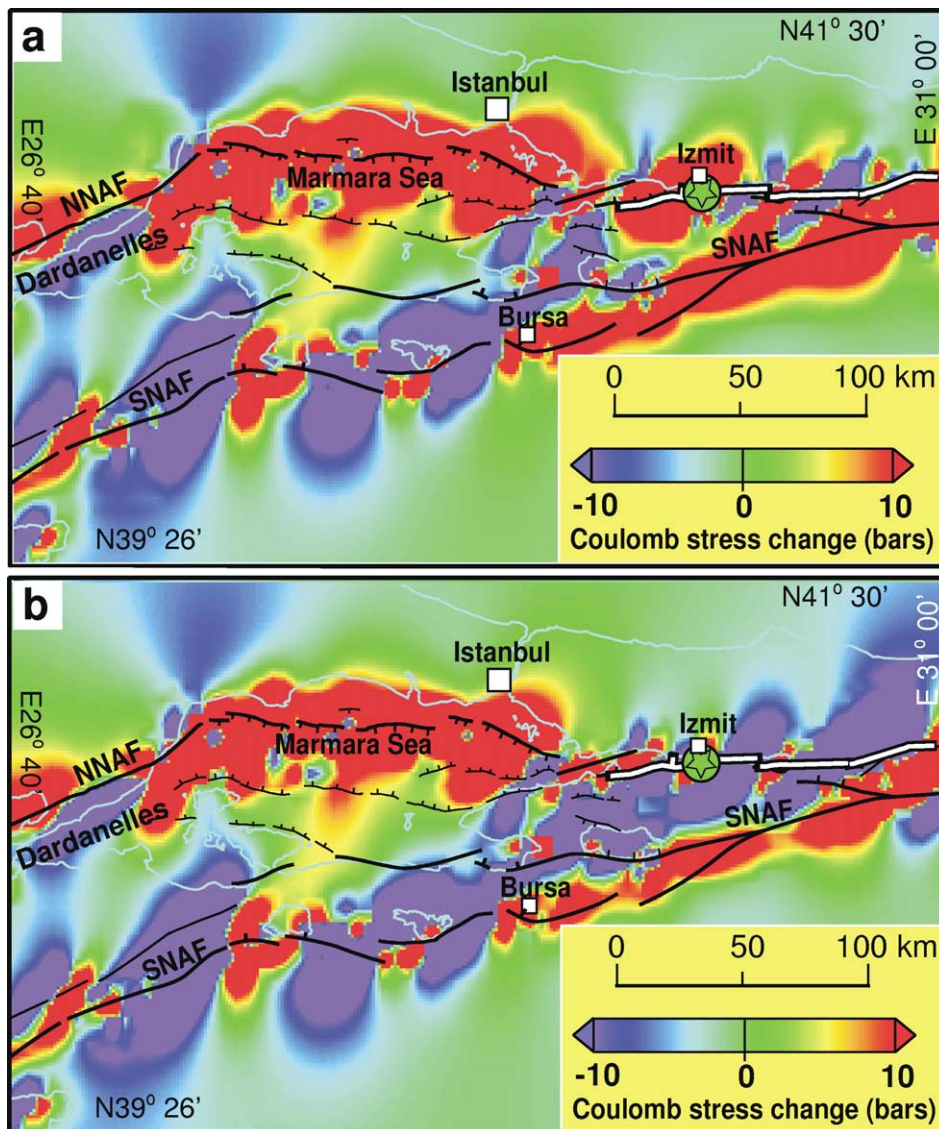 a
N41° 30'
E 31° 00'
Istanbul
E26° 40'
Izmit
NNAF
Marmara Sea
Dardanelles
SNAF
Bursa
SNAF
0 50 100 km
-10 0 10
Coulomb stress change (bars)
N39° 26'
b
N41° 30'
E 31° 00'
Istanbul
E26° 40'
Izmit
NNAF
Marmara Sea
Dardanelles
SNAF
Bursa
SNAF
0 50 100 km
-10 0 10
Coulomb stress change (bars)
N39° 26'